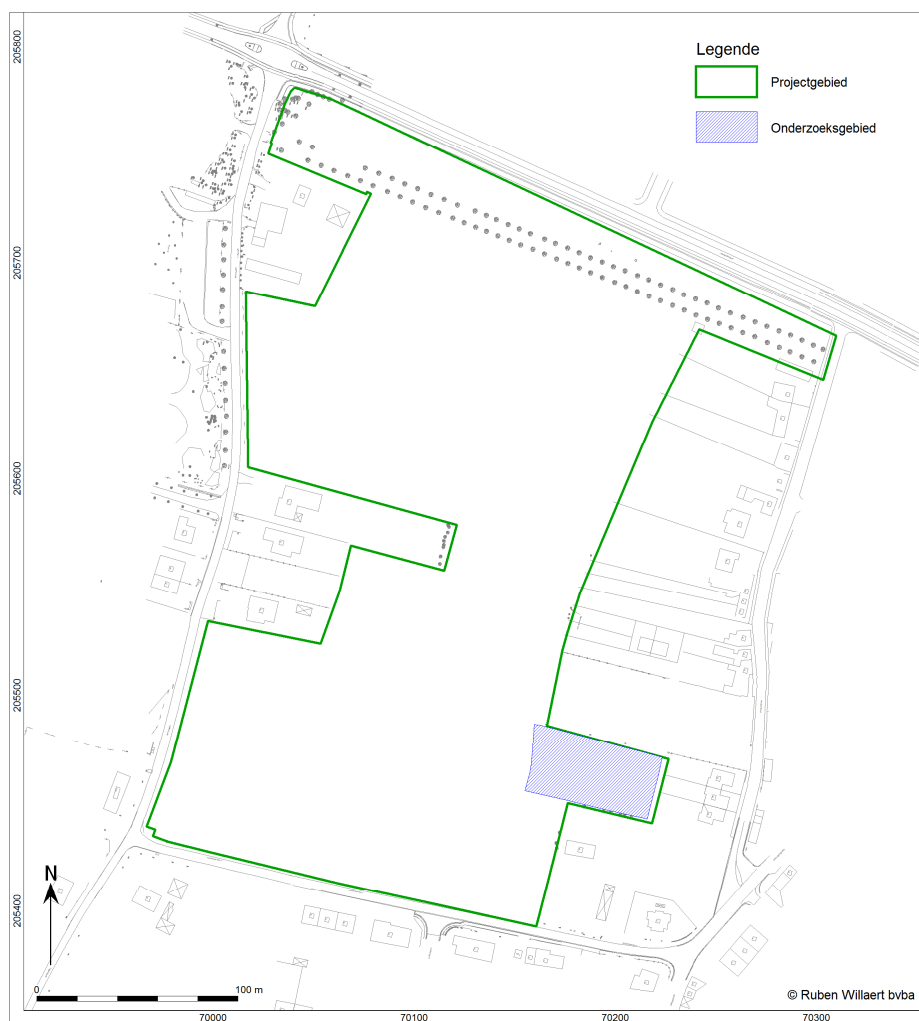 205800
Legende
Projectgebied
Onderzoeksgebied
205700
205600
205500
205400
N
0 100 m
© Ruben Willaert bvba
70000 70100 70200 70300